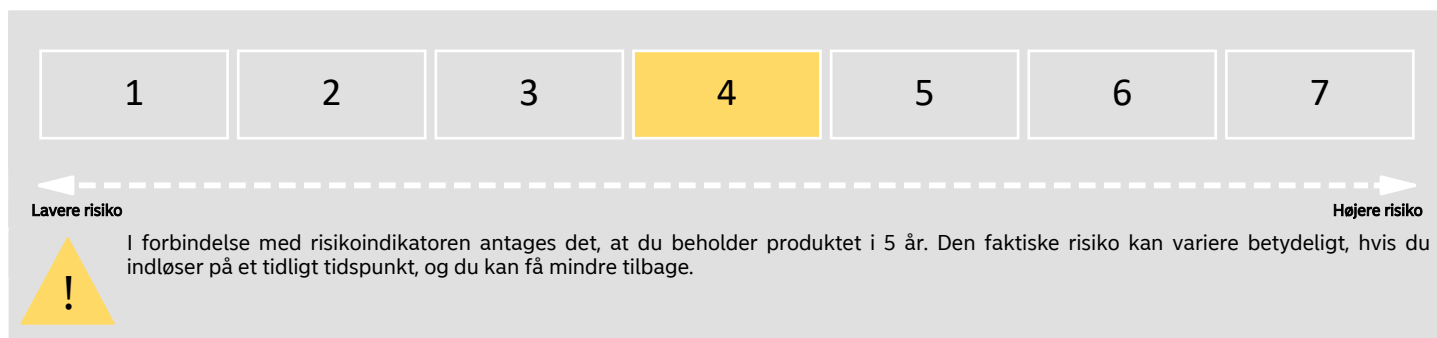 1 2 3 4 5 6 7
Lavere risiko Højere risiko
I forbindelse med risikoindikatoren antages det, at du beholder produktet i 5 år. Den faktiske risiko kan variere betydeligt, hvis du
indløser på et tidligt tidspunkt, og du kan få mindre tilbage.
!